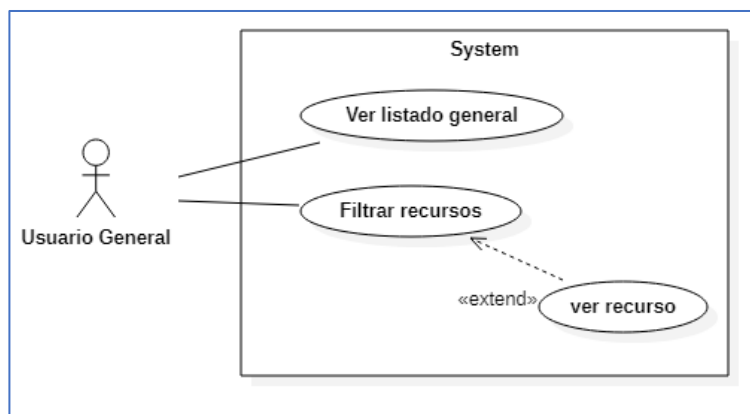 System
Ver listado general
Filtrar recursos
Usuario General
«extend»
ver recurso